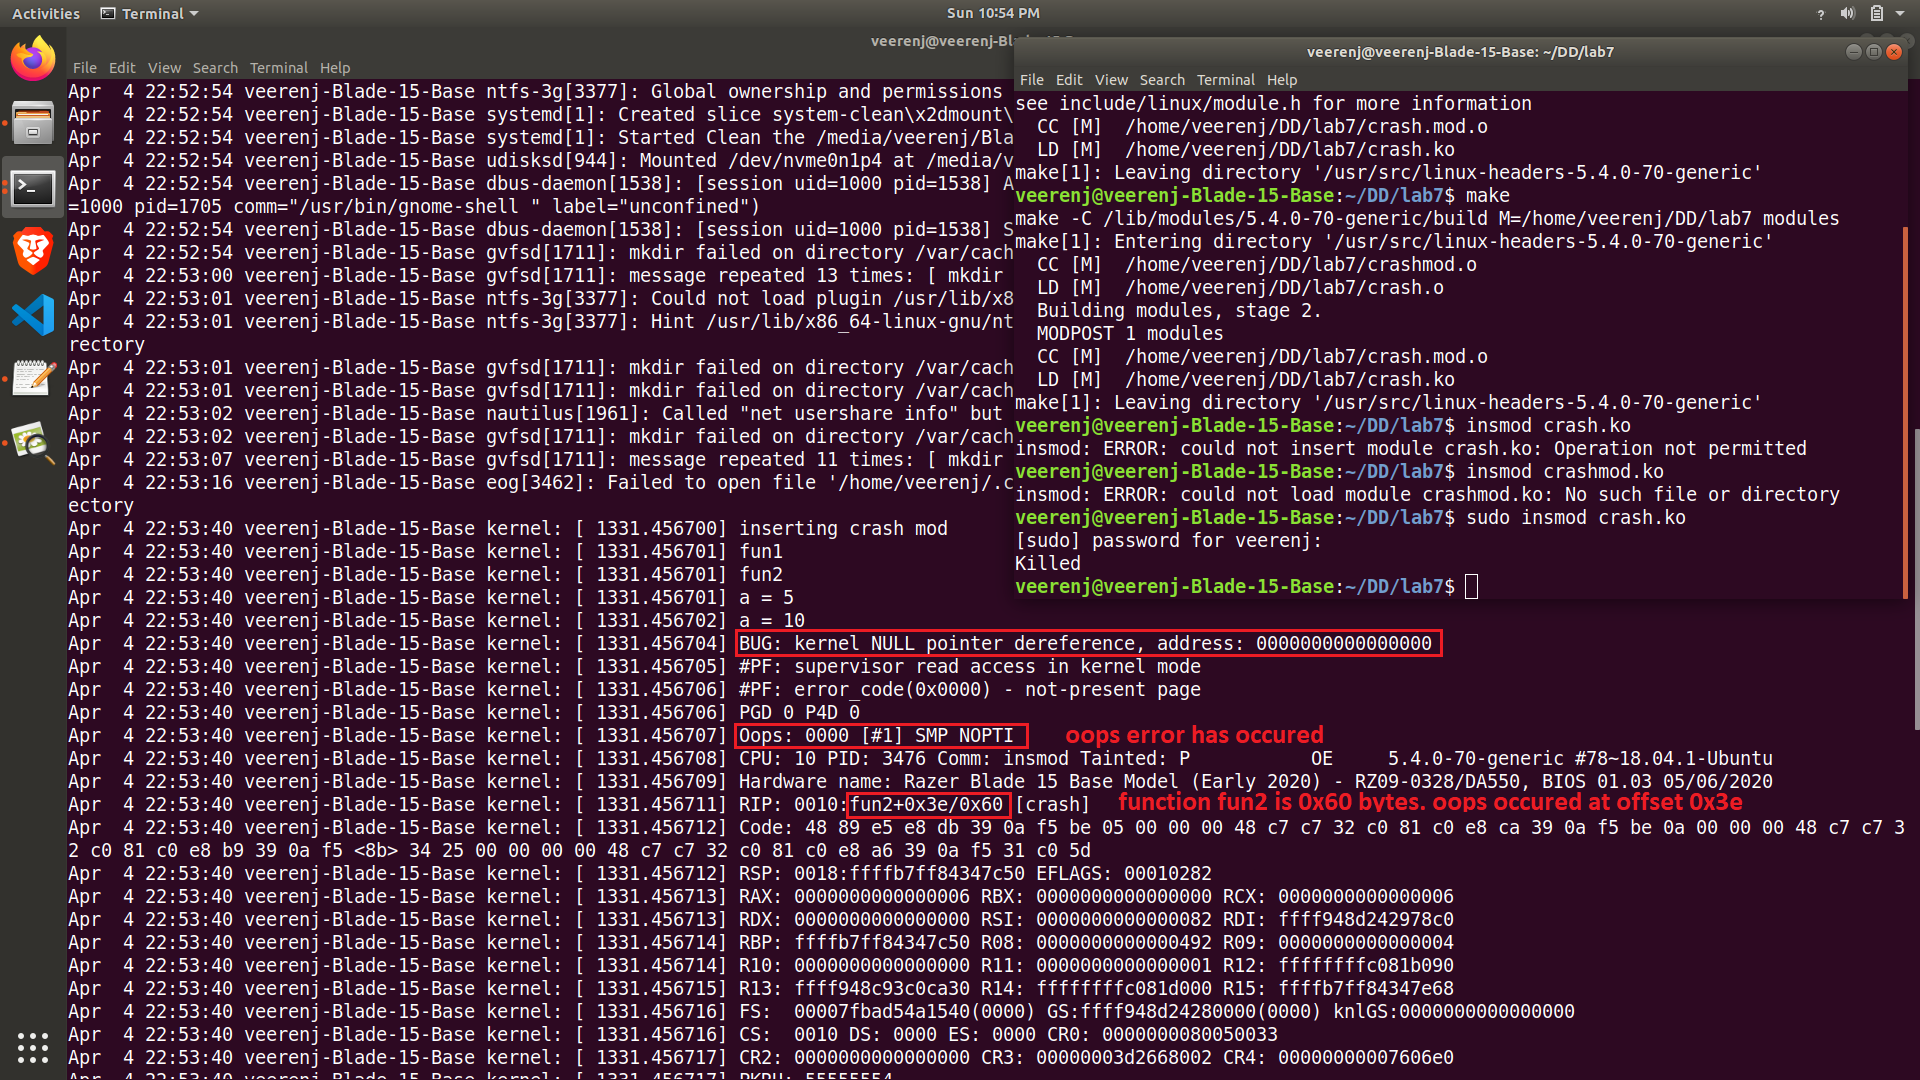 Activities
Terminal
Sun 10:54 PM
?
veerenj@veerenj-Bl
File Edit View Search Terminal Help
Apr  4 22:52:54 veerenj-Blade-15-Base ntfs-3g[3377]: Global ownership and permissions
Apr  4 22:52:54 veerenj-Blade-15-Base systemd[1]: Created slice system-clean\x2dmount\
Apr  4 22:52:54 veerenj-Blade-15-Base systemd[1]: Started Clean the /media/veerenj/Bla
Apr  4 22:52:54 veerenj-Blade-15-Base udisksd[944]: Mounted /dev/nvme0n1p4 at /media/v
Apr  4 22:52:54 veerenj-Blade-15-Base dbus-daemon[1538]: [session uid=1000 pid=1538] A
=1000 pid=1705 comm="/usr/bin/gnome-shell " label="unconfined")
Apr  4 22:52:54 veerenj-Blade-15-Base dbus-daemon[1538]: [session uid=1000 pid=1538] S
Apr  4 22:52:54 veerenj-Blade-15-Base gvfsd[1711]: mkdir failed on directory /var/cach
Apr  4 22:53:00 veerenj-Blade-15-Base gvfsd[1711]: message repeated 13 times: [ mkdir
Apr  4 22:53:01 veerenj-Blade-15-Base ntfs-3g[3377]: Could not load plugin /usr/lib/x8
Apr  4 22:53:01 veerenj-Blade-15-Base ntfs-3g[3377]: Hint /usr/lib/x86_64-linux-gnu/nt
rectory
Apr  4 22:53:01 veerenj-Blade-15-Base gvfsd[1711]: mkdir failed on directory /var/cach
Apr  4 22:53:01 veerenj-Blade-15-Base gvfsd[1711]: mkdir failed on directory /var/cach
Apr  4 22:53:02 veerenj-Blade-15-Base nautilus[1961]: Called "net usershare info" but
Apr  4 22:53:02 veerenj-Blade-15-Base gvfsd[1711]: mkdir failed on directory /var/cach
Apr  4 22:53:07 veerenj-Blade-15-Base gvfsd[1711]: message repeated 11 times: [ mkdir
Apr  4 22:53:16 veerenj-Blade-15-Base eog[3462]: Failed to open file '/home/veerenj/.c
ectory
Apr  4 22:53:40 veerenj-Blade-15-Base kernel: [ 1331.456700] inserting crash mod
Apr  4 22:53:40 veerenj-Blade-15-Base kernel: [ 1331.456701] fun1
Apr  4 22:53:40 veerenj-Blade-15-Base kernel: [ 1331.456701] fun2
Apr  4 22:53:40 veerenj-Blade-15-Base kernel: [ 1331.456701] a = 5
Apr  4 22:53:40 veerenj-Blade-15-Base kernel: [ 1331.456702] a = 10
Apr  4 22:53:40 veerenj-Blade-15-Base kernel: [ 1331.456704] BUG: kernel NULL pointer dereference, address: 0000000000000000
Apr  4 22:53:40 veerenj-Blade-15-Base kernel: [ 1331.456705] #PF: supervisor read access in kernel mode
Apr  4 22:53:40 veerenj-Blade-15-Base kernel: [ 1331.456706] #PF: error_code(0x0000) - not-present page
Apr  4 22:53:40 veerenj-Blade-15-Base kernel: [ 1331.456706] PGD 0 P4D 0
Apr  4 22:53:40 veerenj-Blade-15-Base kernel: [ 1331.456707] Oops: 0000 [#1] SMP NOPTI oops error has occured
Apr  4 22:53:40 veerenj-Blade-15-Base kernel: [ 1331.456708] CPU: 10 PID: 3476 Comm: insmod Tainted: P           OE     5.4.0-70-generic #78~18.04.1-Ubuntu
Apr  4 22:53:40 veerenj-Blade-15-Base kernel: [ 1331.456709] Hardware name: Razer Blade 15 Base Model (Early 2020) - RZ09-0328/DA550, BIOS 01.03 05/06/2020
Apr  4 22:53:40 veerenj-Blade-15-Base kernel: [ 1331.456711] RIP: 0010:fun2+0x3e/0x60 [crash] function fun2 is 0x60 bytes. oops occured at offset 0x3e
Apr  4 22:53:40 veerenj-Blade-15-Base kernel: [ 1331.456712] Code: 48 89 e5 e8 db 39 0a f5 be 05 00 00 00 48 c7 c7 32 c0 81 c0 e8 ca 39 0a f5 be 0a 00 00 00 48 c7 c7 3
2 c0 81 c0 e8 b9 39 0a f5 <8b> 34 25 00 00 00 00 48 c7 c7 32 c0 81 c0 e8 a6 39 0a f5 31 c0 5d
Apr  4 22:53:40 veerenj-Blade-15-Base kernel: [ 1331.456712] RSP: 0018:ffffb7ff84347c50 EFLAGS: 00010282
Apr  4 22:53:40 veerenj-Blade-15-Base kernel: [ 1331.456713] RAX: 0000000000000006 RBX: 0000000000000000 RCX: 0000000000000006
Apr  4 22:53:40 veerenj-Blade-15-Base kernel: [ 1331.456713] RDX: 0000000000000000 RSI: 0000000000000082 RDI: ffff948d242978c0
Apr  4 22:53:40 veerenj-Blade-15-Base kernel: [ 1331.456714] RBP: ffffb7ff84347c50 R08: 0000000000000492 R09: 0000000000000004
Apr  4 22:53:40 veerenj-Blade-15-Base kernel: [ 1331.456714] R10: 0000000000000000 R11: 0000000000000001 R12: ffffffffc081b090
Apr  4 22:53:40 veerenj-Blade-15-Base kernel: [ 1331.456715] R13: ffff948c93c0ca30 R14: ffffffffc081d000 R15: ffffb7ff84347e68
Apr  4 22:53:40 veerenj-Blade-15-Base kernel: [ 1331.456716] FS:  00007fbad54a1540(0000) GS:ffff948d24280000(0000) knlGS:0000000000000000
Apr  4 22:53:40 veerenj-Blade-15-Base kernel: [ 1331.456716] CS:  0010 DS: 0000 ES: 0000 CR0: 0000000080050033
Apr  4 22:53:40 veerenj-Blade-15-Base kernel: [ 1331.456717] CR2: 0000000000000000 CR3: 00000003d2668002 CR4: 00000000007606e0
Apr  4 22:53:40 veerenj-Blade-15-Base kernel: [ 1331.456717] PKRU: 55555554
veerenj@veerenj-Blade-15-Base: ~/DD/lab7
File Edit View Search Terminal Help
see include/linux/module.h for more information
CC [M]  /home/veerenj/DD/lab7/crash.mod.o
LD [M]  /home/veerenj/DD/lab7/crash.ko
make[1]: Leaving directory '/usr/src/linux-headers-5.4.0-70-generic'
veerenj@veerenj-Blade-15-Base:~/DD/lab7$ make
make -C /lib/modules/5.4.0-70-generic/build M=/home/veerenj/DD/lab7 modules
make[1]: Entering directory '/usr/src/linux-headers-5.4.0-70-generic'
CC [M]  /home/veerenj/DD/lab7/crashmod.o
LD [M]  /home/veerenj/DD/lab7/crash.o
Building modules, stage 2.
MODPOST 1 modules
CC [M]  /home/veerenj/DD/lab7/crash.mod.o
LD [M]  /home/veerenj/DD/lab7/crash.ko
make[1]: Leaving directory '/usr/src/linux-headers-5.4.0-70-generic'
veerenj@veerenj-Blade-15-Base:~/DD/lab7$ insmod crash.ko
insmod: ERROR: could not insert module crash.ko: Operation not permitted
veerenj@veerenj-Blade-15-Base:~/DD/lab7$ insmod crashmod.ko
insmod: ERROR: could not load module crashmod.ko: No such file or directory
veerenj@veerenj-Blade-15-Base:~/DD/lab7$ sudo insmod crash.ko
[sudo] password for veerenj:
Killed
veerenj@veerenj-Blade-15-Base:~/DD/lab7$